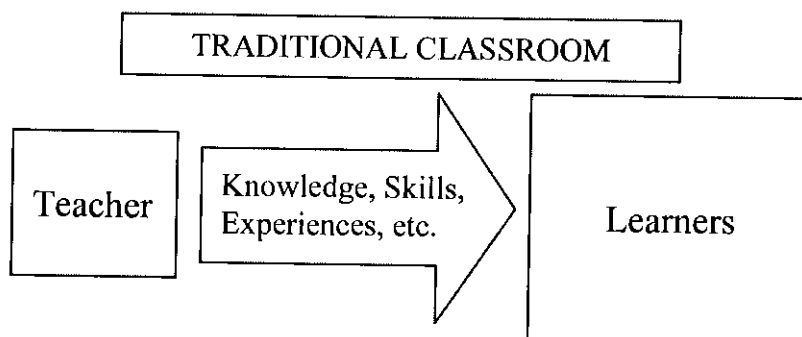 TRADITIONAL CLASSROOM
Teacher
Knowledge, Skills,
Experiences, etc.
Learners